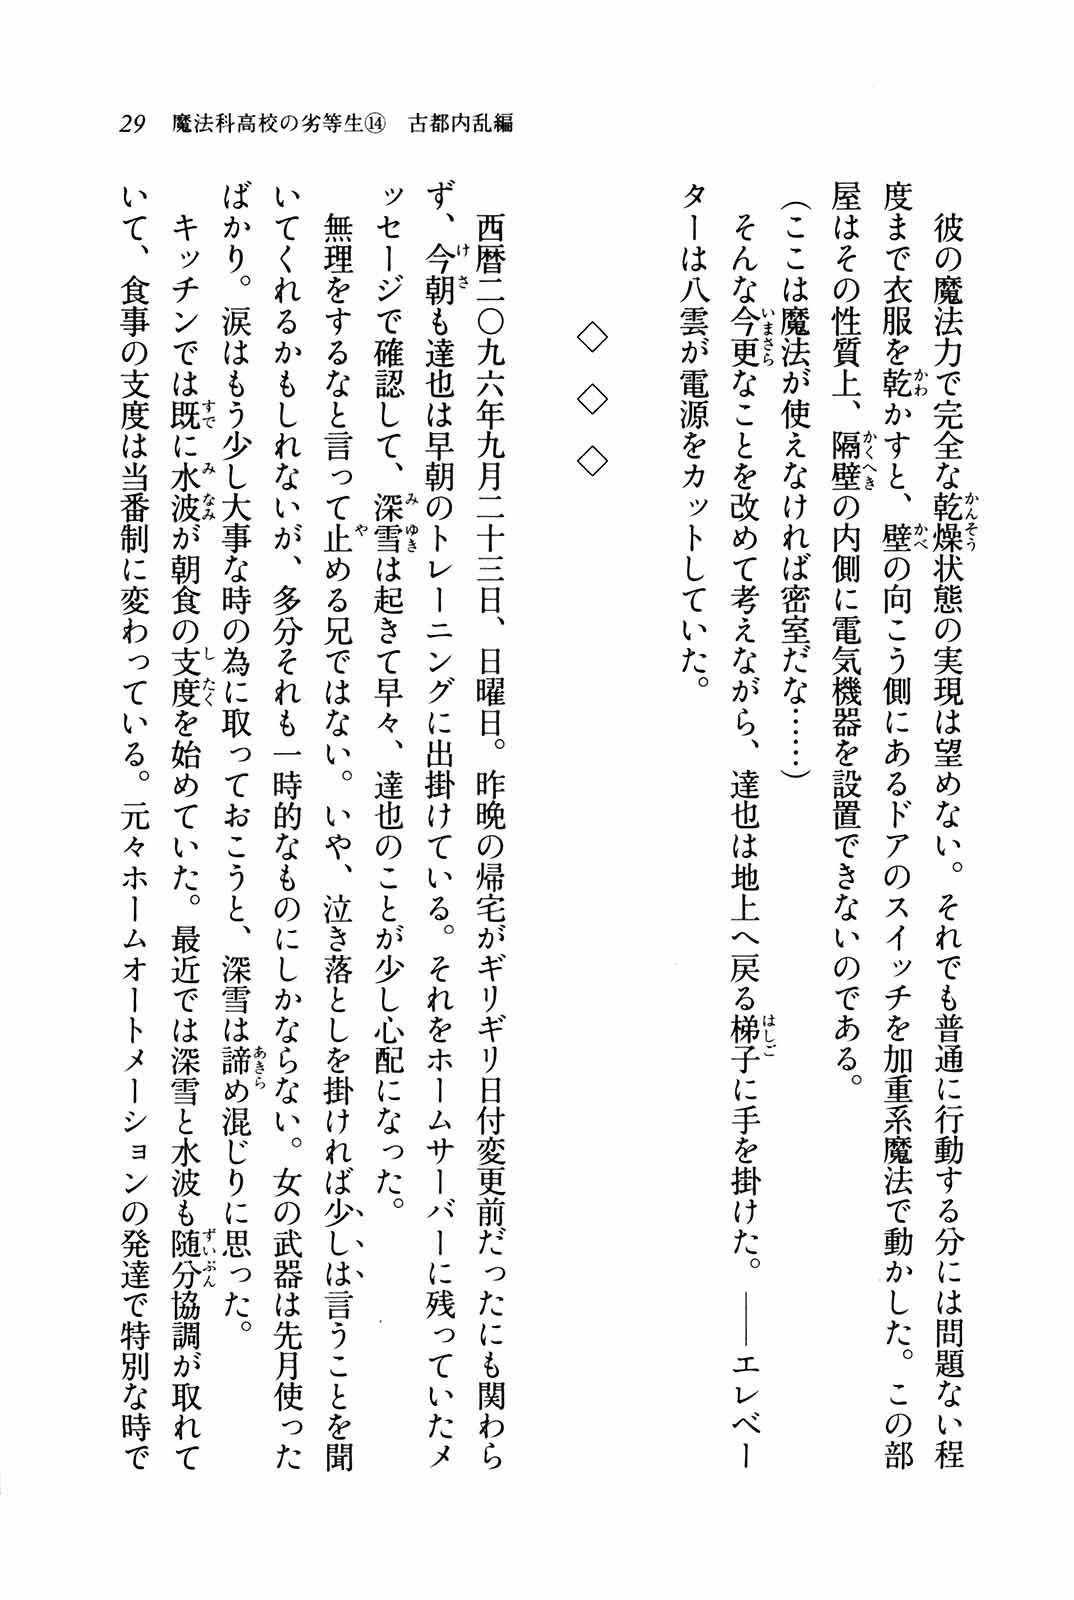 29　魔法科高校の劣等生⑭　古都内乱編
　彼の魔法力で完全な乾燥状態の実現は望めない。それでも普通に行動する分には問題ない程
度まで衣服を乾かすと、壁の向こう側にあるドアのスイッチを加重系魔法で動かした。この部
屋はその性質上、隔壁の内側に電気機器を設置できないのである。
（ここは魔法が使えなければ密室だな……）
　そんな今更なことを改めて考えながら、達也は地上へ戻る梯子に手を掛けた。――エレベー
ターは八雲が電源をカットしていた。
◇　◇　◇
　西暦二〇九六年九月二十三日、日曜日。昨晩の帰宅がギリギリ日付変更前だったにも関わら
ず、今朝も達也は早朝のトレーニングに出掛けている。それをホームサーバーに残っていたメ
ッセージで確認して、深雪は起きて早々、達也のことが少し心配になった。
　無理をするなと言って止める兄ではない。いや、泣き落としを掛ければ少しは言うことを聞
いてくれるかもしれないが、多分それも一時的なものにしかならない。女の武器は先月使った
ばかり。涙はもう少し大事な時の為に取っておこうと、深雪は諦め混じりに思った。
　キッチンでは既に水波が朝食の支度を始めていた。最近では深雪と水波も随分協調が取れて
いて、食事の支度は当番制に変わっている。元々ホームオートメーションの発達で特別な時で